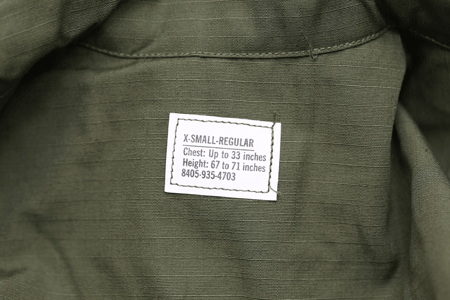 X-SMALL-REGULAR
Chest: Up to 33 inches
Height: 67 to 71 inches
8405-935-4703